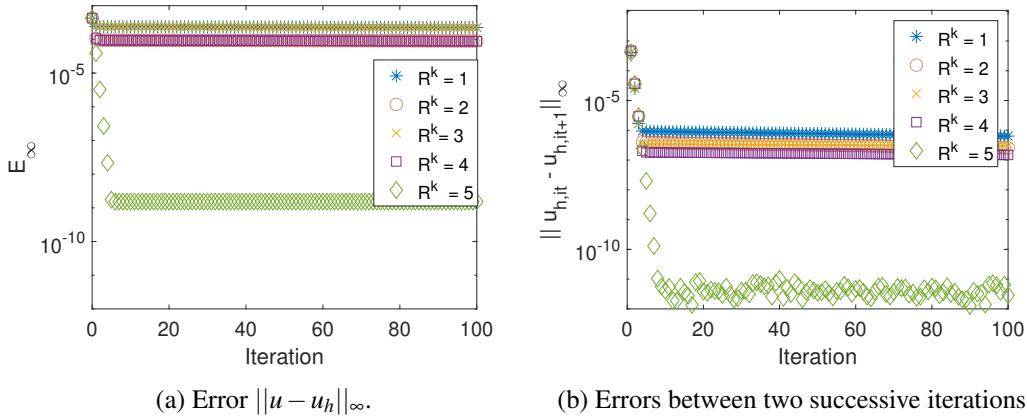 E∞
10^-5
10^-10
0 20 40 60 80 100
Iteration
R^k = 1
R^k = 2
R^k= 3
R^k = 4
R^k = 5
(a) Error ||u − u_h||∞.
|| u_h,it - u_h,it+1||∞
10^-5
10^-10
0 20 40 60 80 100
Iteration
R^k = 1
R^k = 2
R^k = 3
R^k = 4
R^k = 5
(b) Errors between two successive iterations